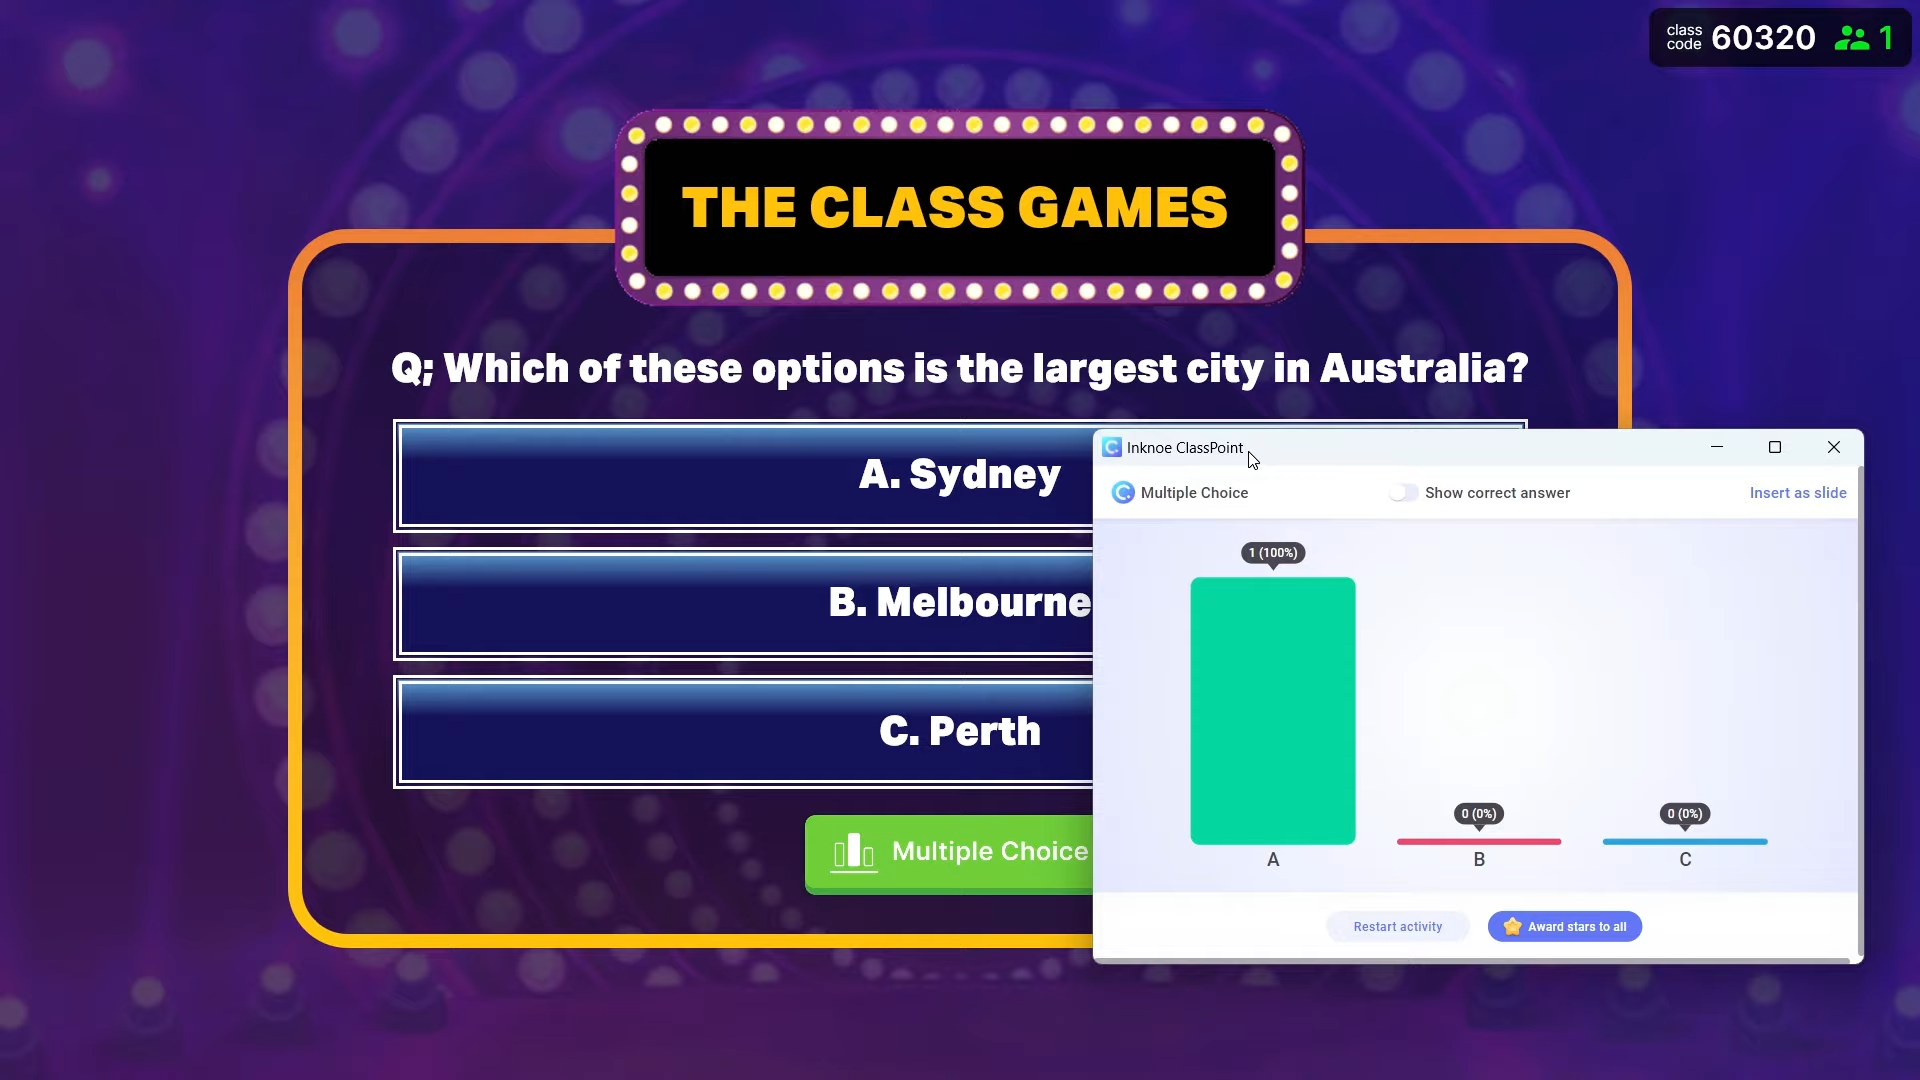 class
code 60320 1
THE CLASS GAMES
Q; Which of these options is the largest city in Australia?
A. Sydney
B. Melbourne
C. Perth
Multiple Choice
Inknoe ClassPoint
Multiple Choice
Show correct answer
Insert as slide
1 (100%)
0 (0%)
0 (0%)
A
B
C
Restart activity
Award stars to all